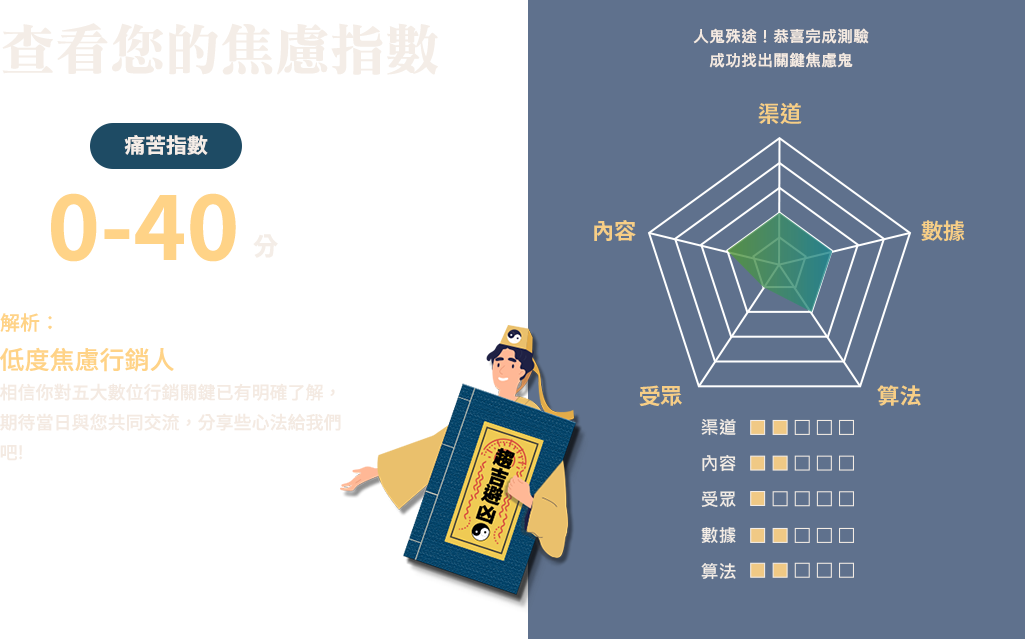 查看您的焦慮指數
痛苦指數
0-40 分
解析：
低度焦慮行銷人
相信你對五大數位行銷關鍵已有明確了解，
期待當日與您共同交流，分享些心法給我們
吧!
趨吉避凶
人鬼殊途！恭喜完成測驗
成功找出關鍵焦慮鬼
渠道
內容
數據
受眾
算法
渠道
內容
受眾
數據
算法